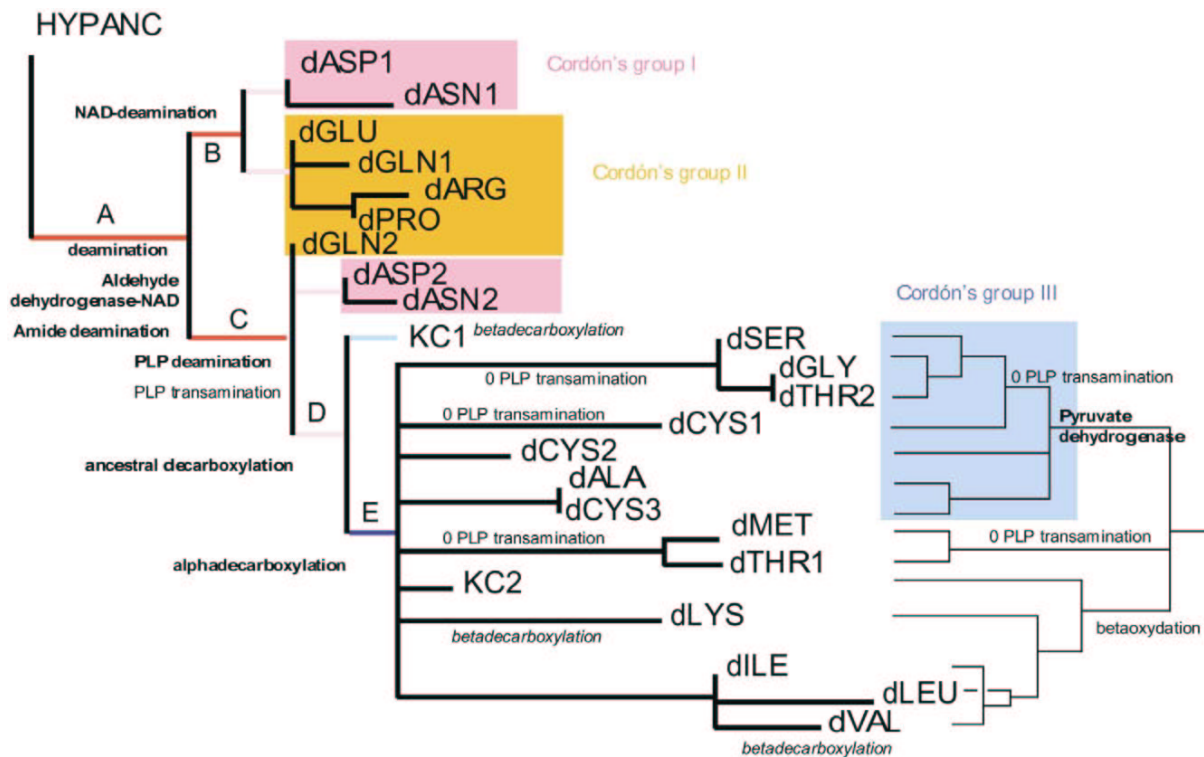 HYPANC
dASP1
Cordón's group I
dASN1
NAD-deamination
B
dGLU
dGLN1
Cordón's group II
dARG
dPRO
A
deamination
dGLN2
Aldehyde
dehydrogenase-NAD
dASP2
dASN2
Cordón's group III
Amide deamination
C
KC1
betadecarboxylation
PLP deamination
PLP transamination
dSER
dGLY
dTHR2
0 PLP transamination
0 PLP transamination
D
0 PLP transamination
dCYS1
Pyruvate
dehydrogenase
ancestral decarboxylation
dCYS2
dALA
dCYS3
E
alphadecarboxylation
0 PLP transamination
dMET
dTHR1
0 PLP transamination
KC2
dLYS
betadecarboxylation
betaoxydation
dILE
dLEU
dVAL
betadecarboxylation